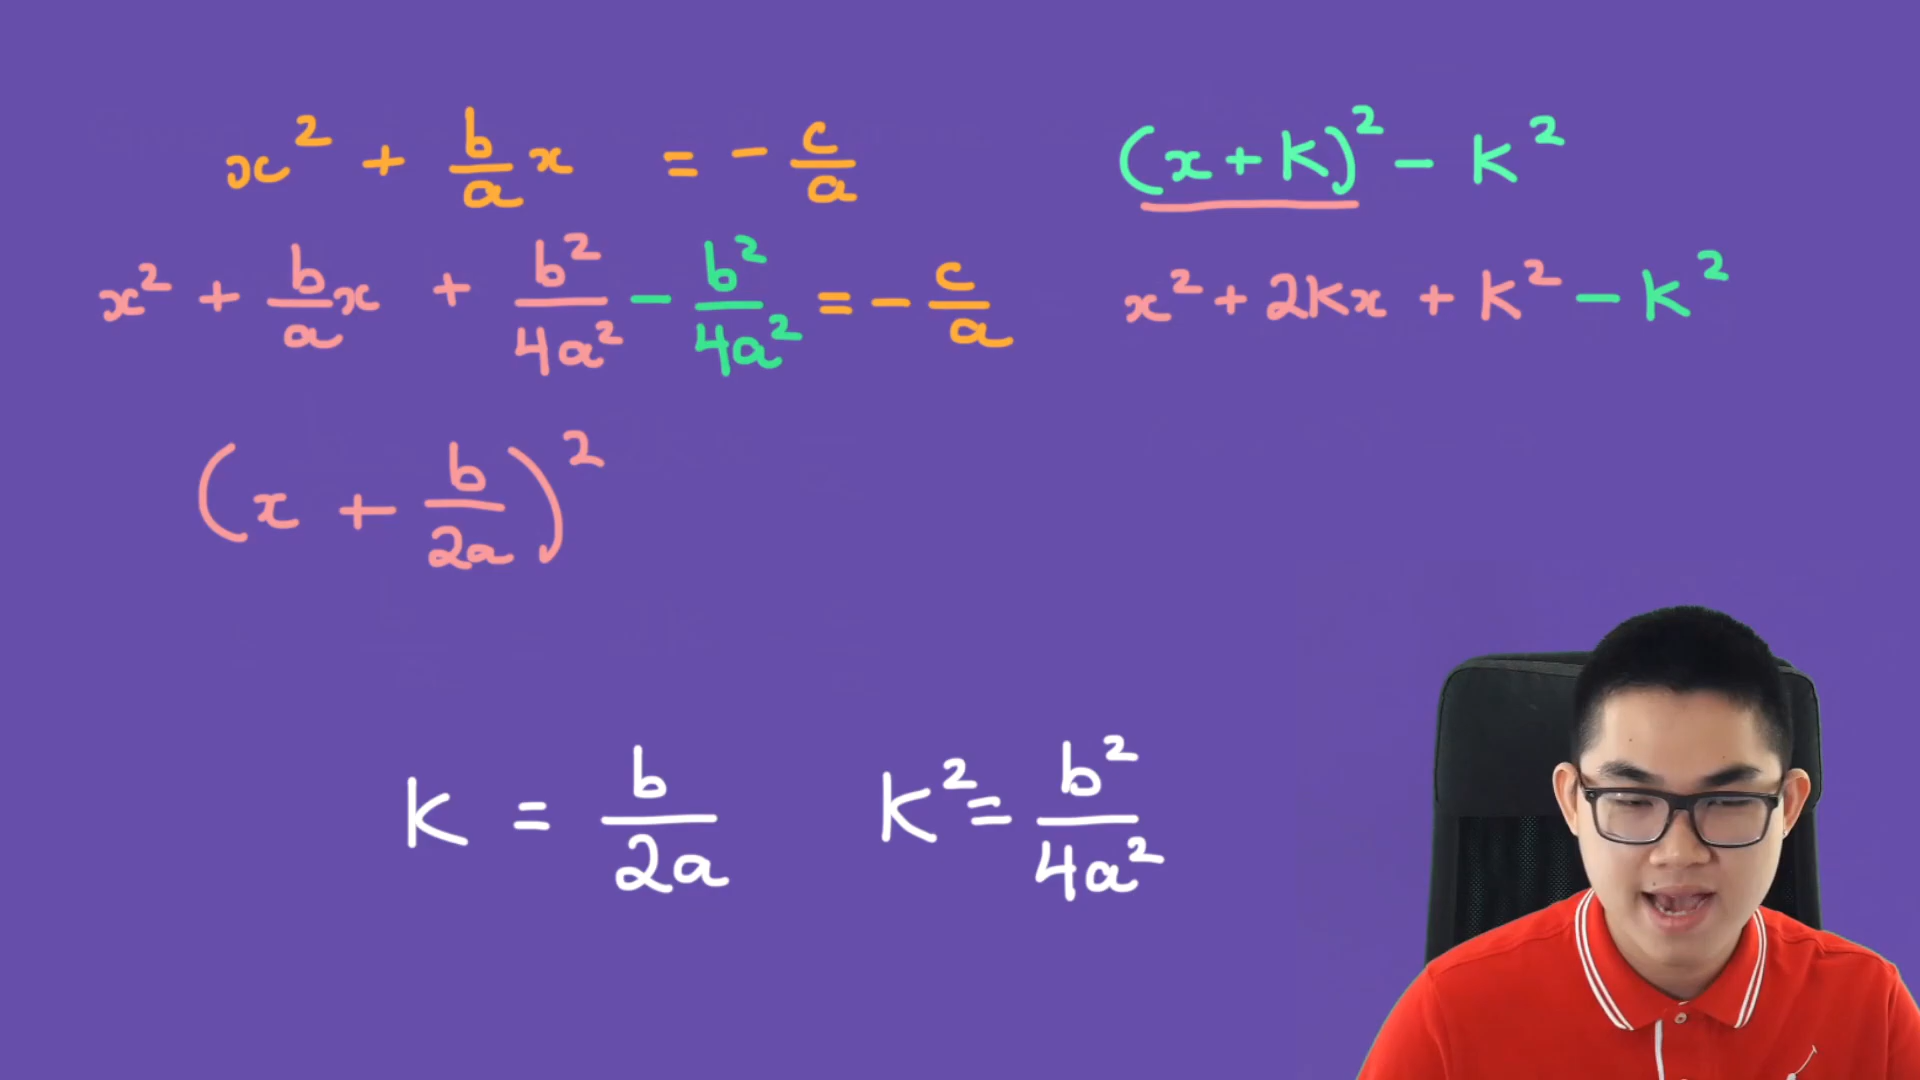 x² + b/a x = - c/a
(x + K)² - K²
x² + b/a x + b²/4a² - b²/4a² = - c/a
x² + 2Kx + K² - K²
(x + b/2a)²
K = b/2a
K² = b²/4a²